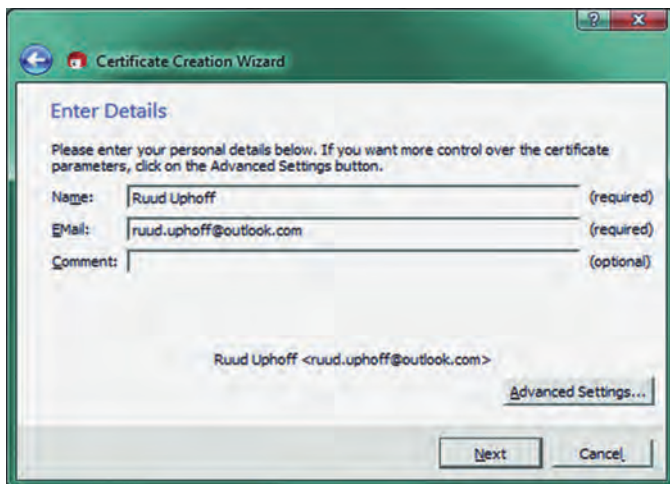 ?
X
Certificate Creation Wizard
Enter Details
Please enter your personal details below. If you want more control over the certificate
parameters, click on the Advanced Settings button.
Name: Ruud Uphoff (required)
EMail: ruud.uphoff@outlook.com (required)
Comment: (optional)
Ruud Uphoff <ruud.uphoff@outlook.com>
Advanced Settings...
Next Cancel